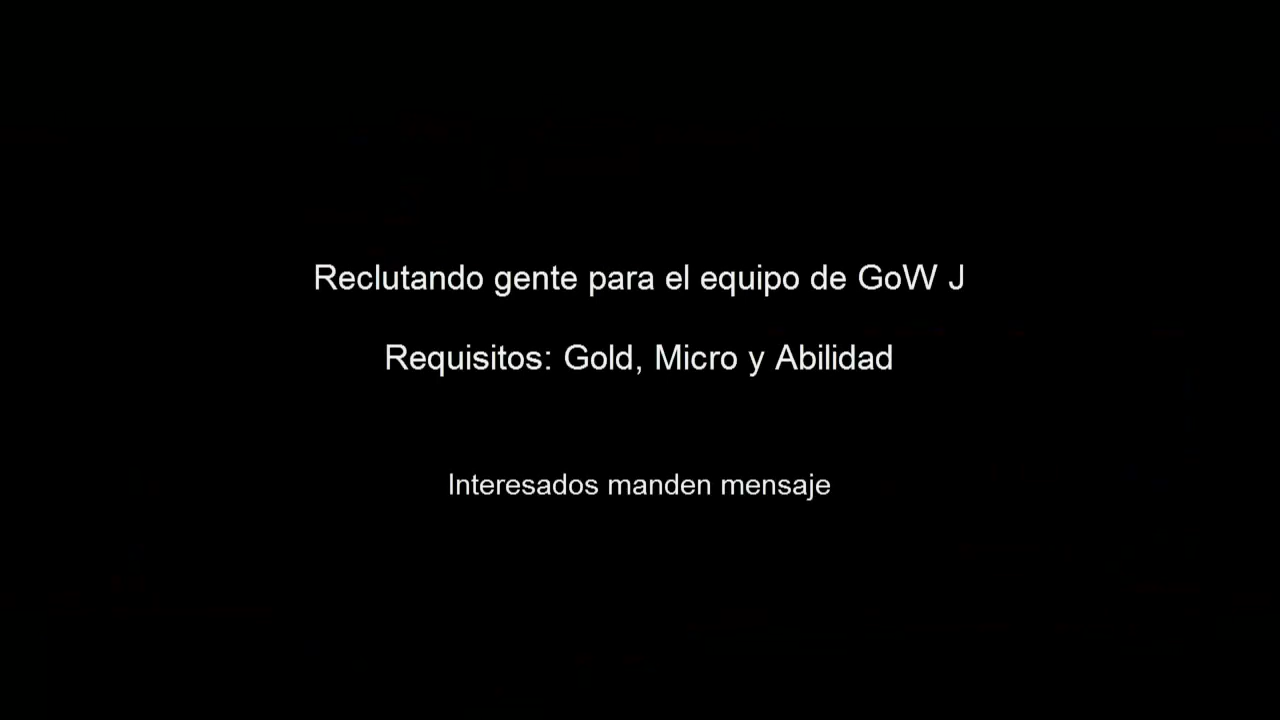 Reclutando gente para el equipo de GoW J
Requisitos: Gold, Micro y Abilidad
Interesados manden mensaje